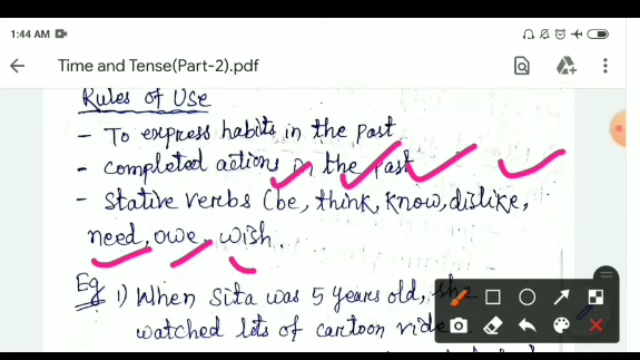 1:44 AM
Time and Tense(Part-2).pdf
Rules of Use
- To express habits in the past
- Completed actions in the past
- Stative verbs (be, think, know, dislike,
need, owe, wish.
Eg 1) When Sita was 5 years old, she
watched lots of cartoon